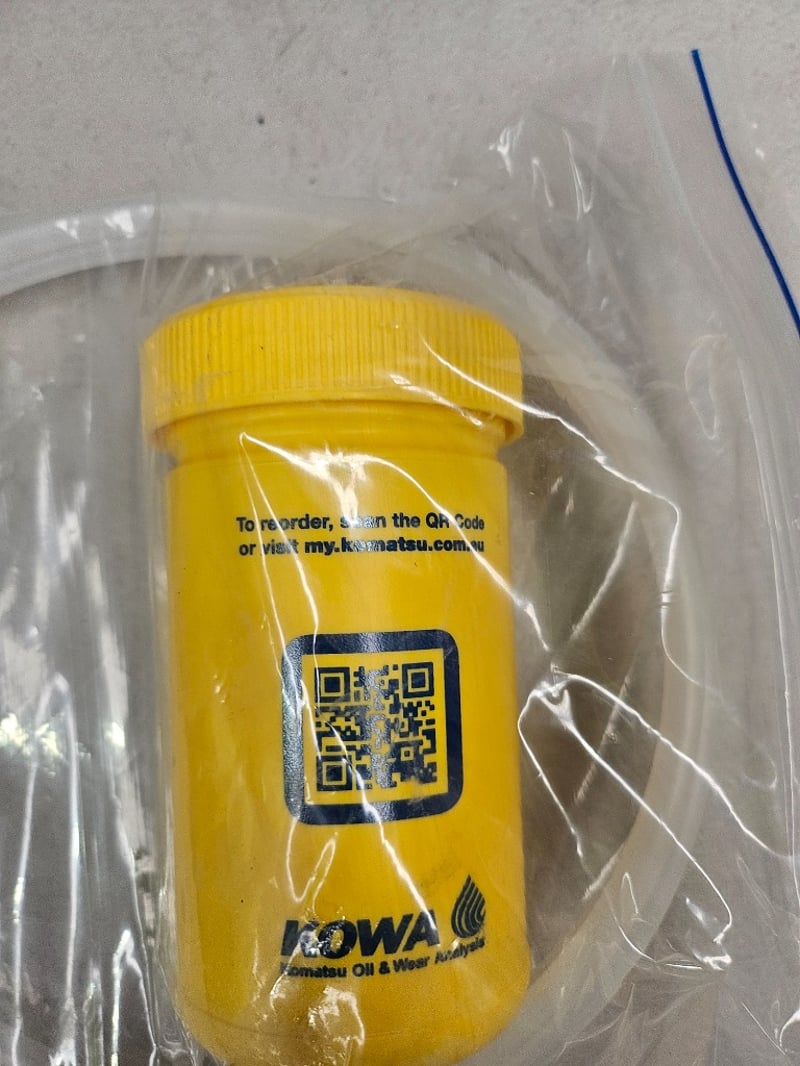 To reorder, scan the QR Code
or visit my.komatsu.com.au
KOWA
Komatsu Oil & Wear Analysis